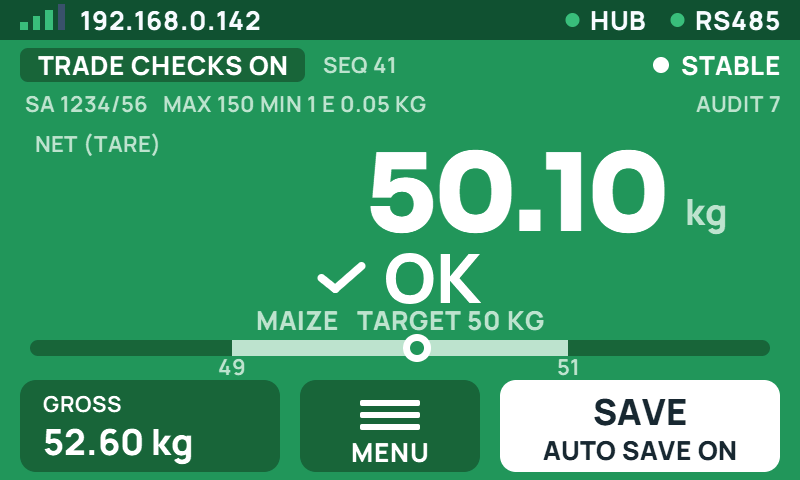 192.168.0.142 HUB RS485
TRADE CHECKS ON SEQ 41 STABLE
SA 1234/56 MAX 150 MIN 1 E 0.05 KG AUDIT 7
NET (TARE)
50.10 kg
OK
MAIZE TARGET 50 KG
49 51
GROSS
52.60 kg
MENU
SAVE
AUTO SAVE ON